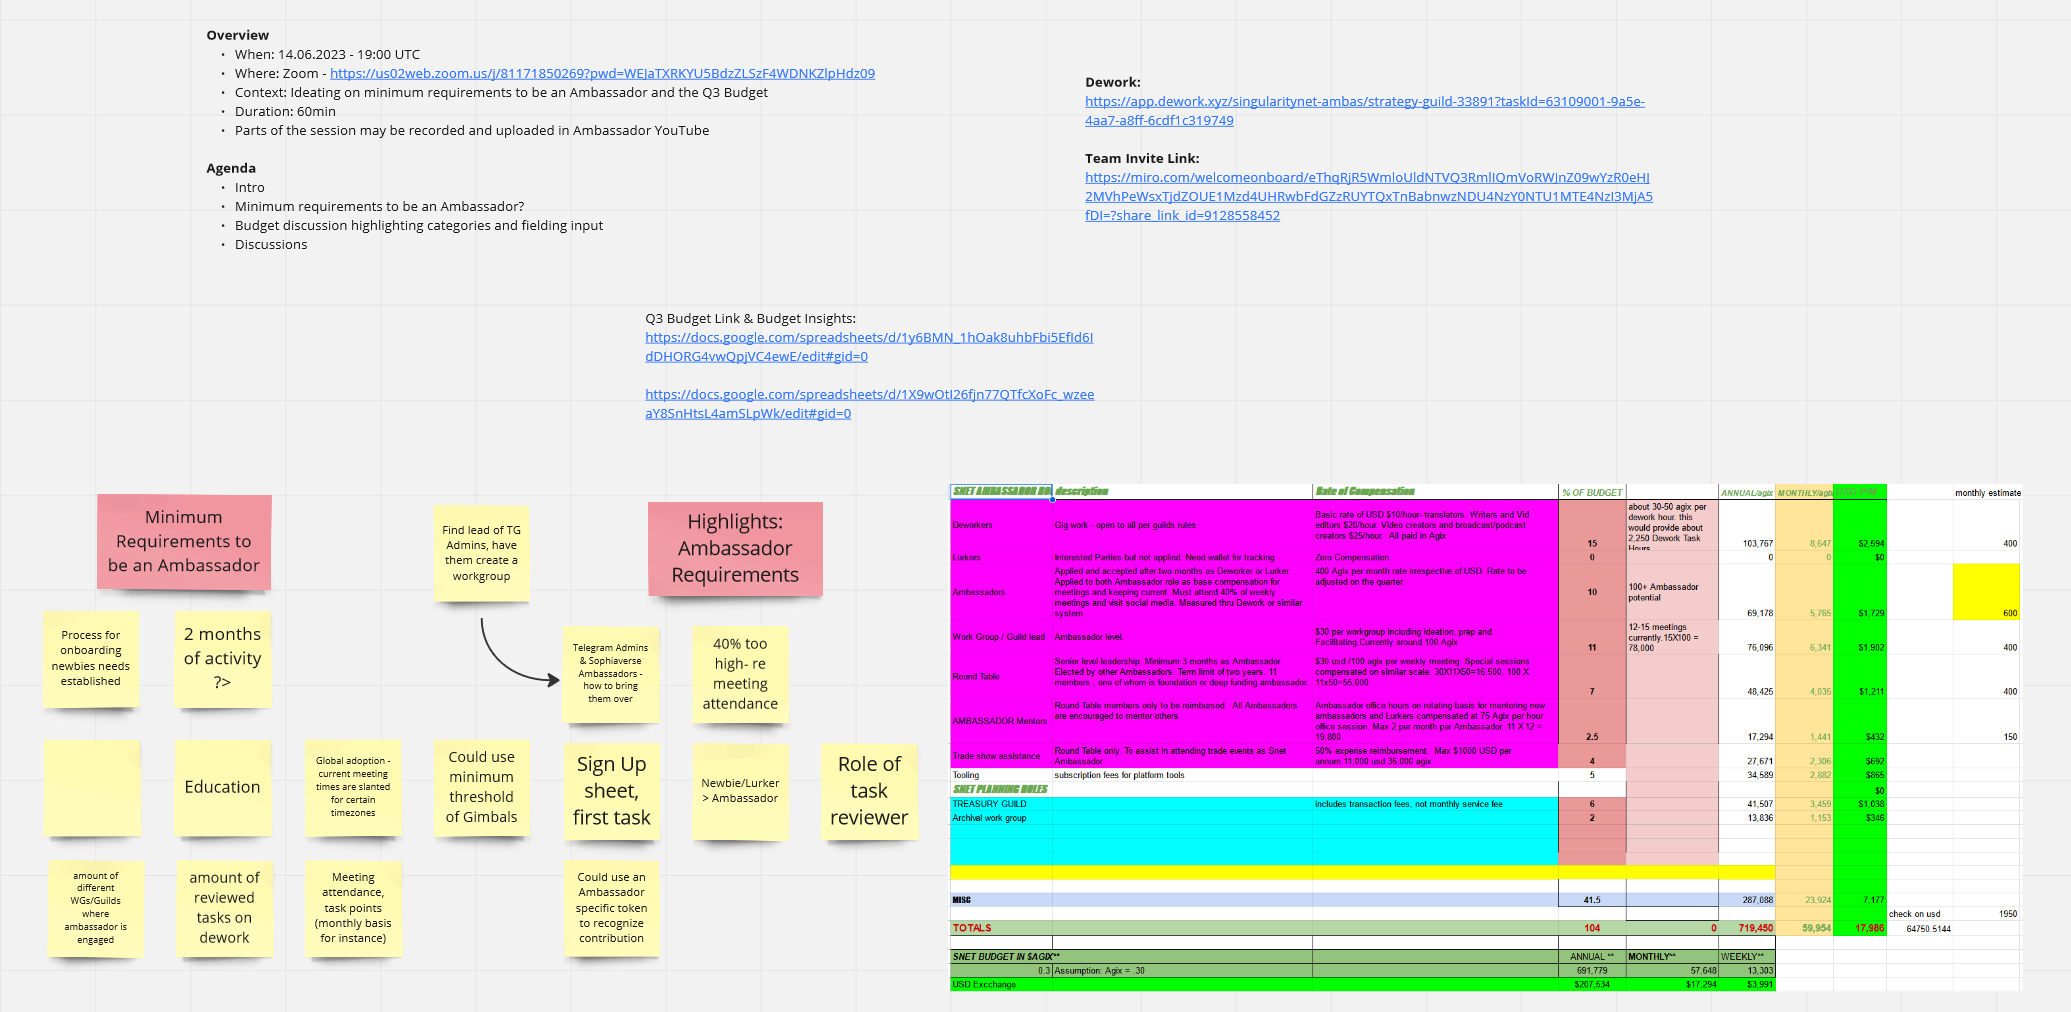 Overview
• When: 14.06.2023 - 19:00 UTC
• Where: Zoom - https://us02web.zoom.us/j/81171850269?pwd=WEJaTXRKYU5BdzZLSzF4WDNKZlpHdz09
• Context: Ideating on minimum requirements to be an Ambassador and the Q3 Budget
• Duration: 60min
• Parts of the session may be recorded and uploaded in Ambassador YouTube
Agenda
• Intro
• Minimum requirements to be an Ambassador?
• Budget discussion highlighting categories and fielding input
• Discussions
Dework:
https://app.dework.xyz/singularitynet-ambas/strategy-guild-33891?taskId=63109001-9a5e-
4aa7-a8ff-6cdf1c319749
Team Invite Link:
https://miro.com/welcomeonboard/eThqRjR5WmloUldNTVQ3RmlIQmVoRWJnZ09wYzR0eHJ
2MVhPeWsxTjdZOUE1Mzd4UHRwbFdGZzRUYTQxTnBabnwzNDU4NzY0NTU1MTE4NzI3MjA5
fDI=?share_link_id=9128558452
Q3 Budget Link & Budget Insights:
https://docs.google.com/spreadsheets/d/1y6BMN_1hOak8uhbFbi5Efld6I
dDHORG4vwQpjVC4ewE/edit#gid=0
https://docs.google.com/spreadsheets/d/1X9wOtI26fjn77QTfcXoFc_wzee
aY8SnHtsL4amSLpWk/edit#gid=0
Minimum
Requirements to
be an Ambassador
Find lead of TG
Admins, have
them create a
workgroup
Highlights:
Ambassador
Requirements
Process for
onboarding
newbies needs
established
2 months
of activity
?>
Telegram Admins
& Sophiaverse
Ambassadors -
how to bring
them over
40% too
high- re
meeting
attendance
Education
Global adoption -
current meeting
times are slanted
for certain
timezones
Could use
minimum
threshold
of Gimbals
Sign Up
sheet,
first task
Newbie/Lurker
> Ambassador
Role of
task
reviewer
amount of
different
WGs/Guilds
where
ambassador is
engaged
amount of
reviewed
tasks on
dework
Meeting
attendance,
task points
(monthly basis
for instance)
Could use an
Ambassador
specific token
to recognize
contribution
SNET AMBASSADOR ROL description Rate of Compensation % OF BUDGET ANNUAL/agix MONTHLY/agix USD P/M monthly estimate
Deworkers Gig work - open to all per guilds rules
Basic rate of USD $10/hour- translators. Writers and Vid
editors $20/hour. Video creators and broadcast/podcast
creators $25/hour. All paid in Agix
15
about 30-50 agix per
dework hour. this
would provide about
2,250 Dework Task
Hours
103,767 8,647 $2,594 400
Lurkers Interested Parties but not applied. Need wallet for tracking Zero Compensation. 0 0 0 $0
Ambassadors
Applied and accepted after two months as Deworker or Lurker
Applied to both Ambassador role as base compensation for
meetings and keeping current. Must attend 40% of weekly
meetings and visit social media. Measured thru Dework or similar
system
400 Agix per month rate irrespective of USD. Rate to be
adjusted on the quarter.
10
100+ Ambassador
potential
69,178 5,765 $1,729 600
Work Group / Guild lead Ambassador level.
$30 per workgroup including ideation, prep and
Facilitating Currently around 100 Agix
11
12-15 meetings
currently.15X100 =
78,000
76,096 6,341 $1,902 400
Round Table
Senior level leadership. Minimum 3 months as Ambassador
Elected by other Ambassadors. Term limit of two years. 11
members , one of whom is foundation or deep funding ambassador
$30 usd /100 agix per weekly meeting. Special sessions
compensated on similar scale. 30X11X50=16,500. 100 X
11x50=55,000
7 48,425 4,035 $1,211 400
AMBASSADOR Mentors
Round Table members only to be reimbursed. All Ambassadors
are encouraged to mentor others
Ambassador office hours on rotating basis for mentoring new
ambassadors and Lurkers compensated at 75 Agix per hour
office session. Max 2 per month per Ambassador. 11 X 12 =
19,800
2.5 17,294 1,441 $432 150
Trade show assistance
Round Table only. To assist in attending trade events as Snet
Ambassador
50% expense reimbursement. Max $1000 USD per
annum.11,000 usd.36,000 agix
4 27,671 2,306 $692
Tooling subscription fees for platform tools 5 34,589 2,882 $865
SNET PLANNING ROLES $0
TREASURY GUILD includes transaction fees, not monthly service fee 6 41,507 3,459 $1,038
Archival work group 2 13,836 1,153 $346
MISC 41.5 287,088 23,924 7,177
check on usd 1950
TOTALS 104 0 719,450 59,954 17,986 64750.5144
SNET BUDGET IN $AGIX** ANNUAL ** MONTHLY** WEEKLY**
0.3 Assumption: Agix = .30 691,779 57,648 13,303
USD Excchange $207,534 $17,294 $3,991